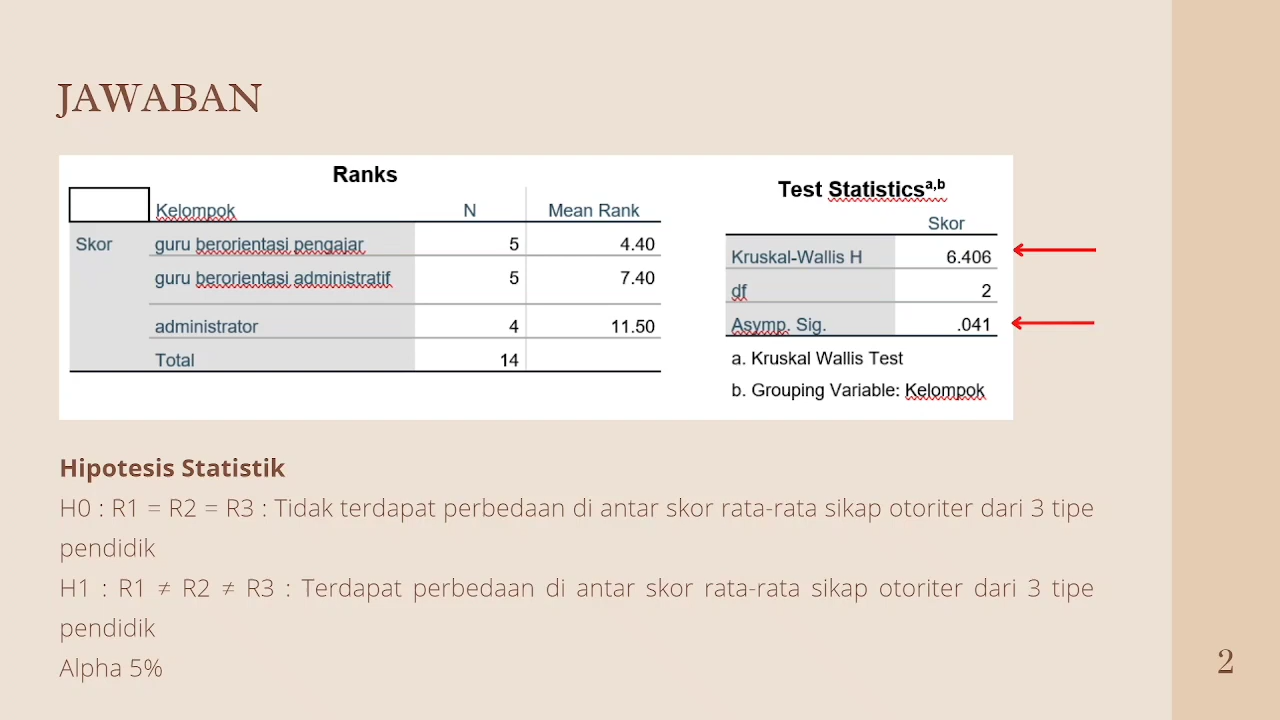 JAWABAN
Ranks
Kelompok N Mean Rank
Skor guru berorientasi pengajar 5 4.40
guru berorientasi administratif 5 7.40
administrator 4 11.50
Total 14
Test Statisticsa,b
Skor
Kruskal-Wallis H 6.406
df 2
Asymp. Sig. .041
a. Kruskal Wallis Test
b. Grouping Variable: Kelompok
Hipotesis Statistik
H0 : R1 = R2 = R3 : Tidak terdapat perbedaan di antar skor rata-rata sikap otoriter dari 3 tipe
pendidik
H1 : R1 ≠ R2 ≠ R3 : Terdapat perbedaan di antar skor rata-rata sikap otoriter dari 3 tipe
pendidik
Alpha 5%
2